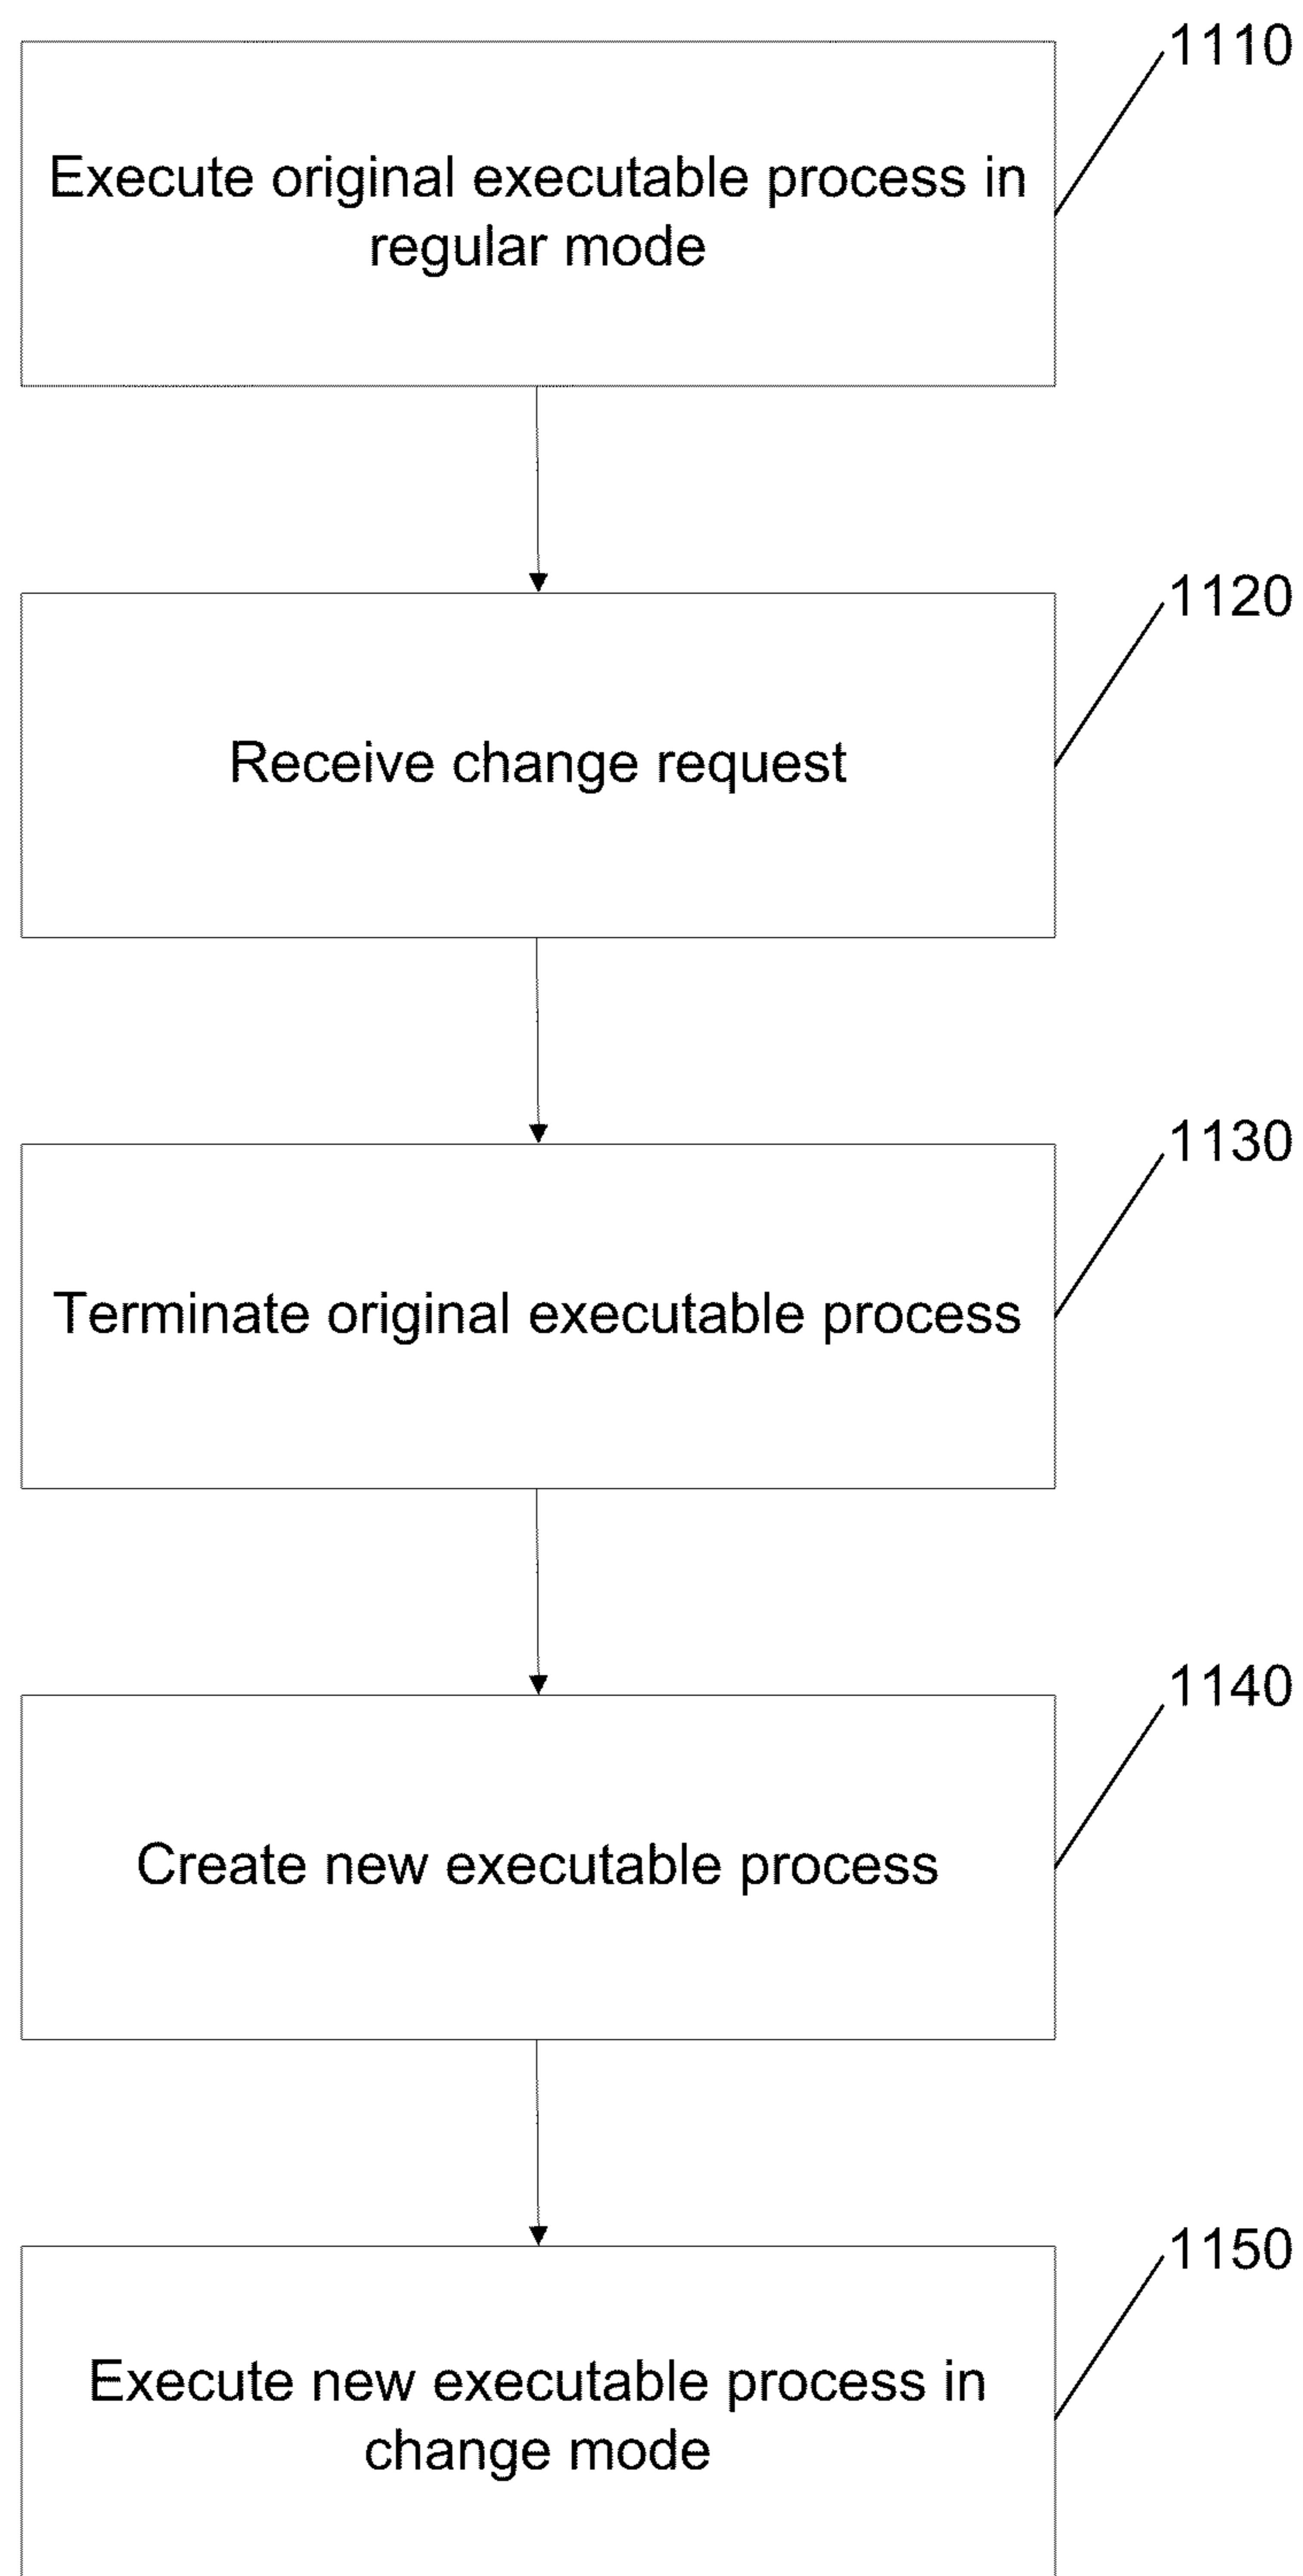 1110
Execute original executable process in
regular mode
1120
Receive change request
1130
Terminate original executable process
1140
Create new executable process
1150
Execute new executable process in
change mode